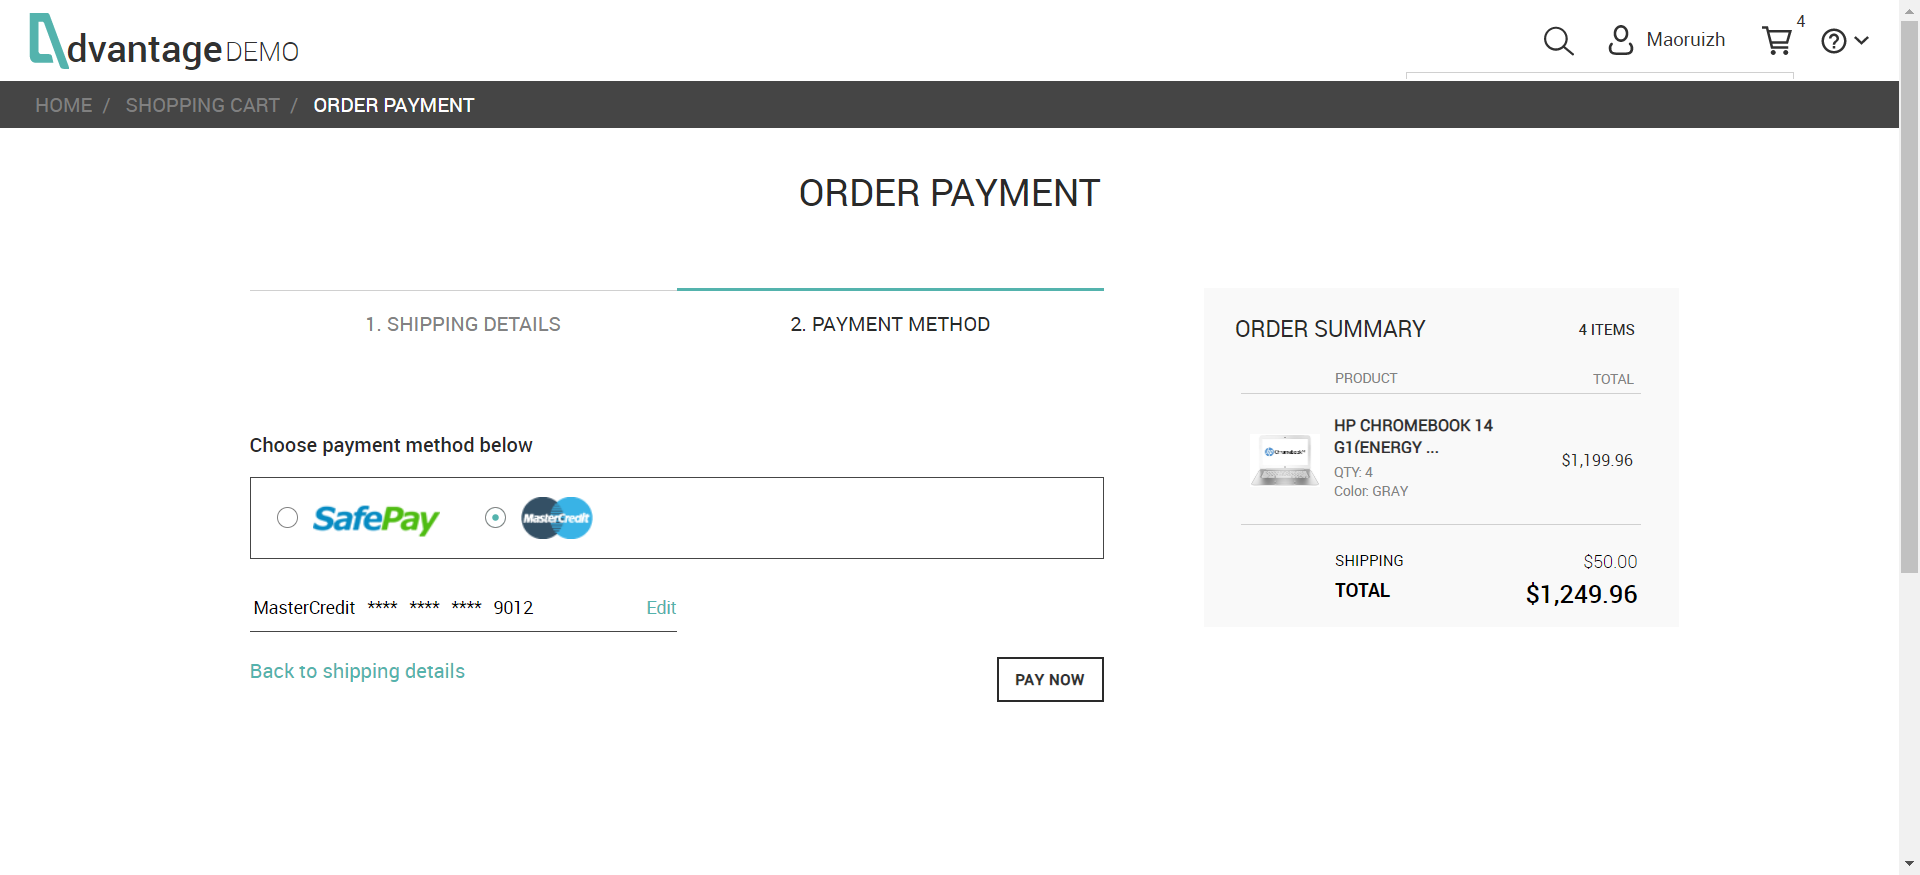 dvantage DEMO
Maoruizh
4
HOME / SHOPPING CART / ORDER PAYMENT
ORDER PAYMENT
1. SHIPPING DETAILS
2. PAYMENT METHOD
Choose payment method below
SafePay
MasterCredit
MasterCredit **** **** **** 9012
Edit
Back to shipping details
PAY NOW
ORDER SUMMARY
4 ITEMS
PRODUCT
TOTAL
HP CHROMEBOOK 14
G1(ENERGY ...
QTY: 4
Color: GRAY
$1,199.96
SHIPPING
$50.00
TOTAL
$1,249.96